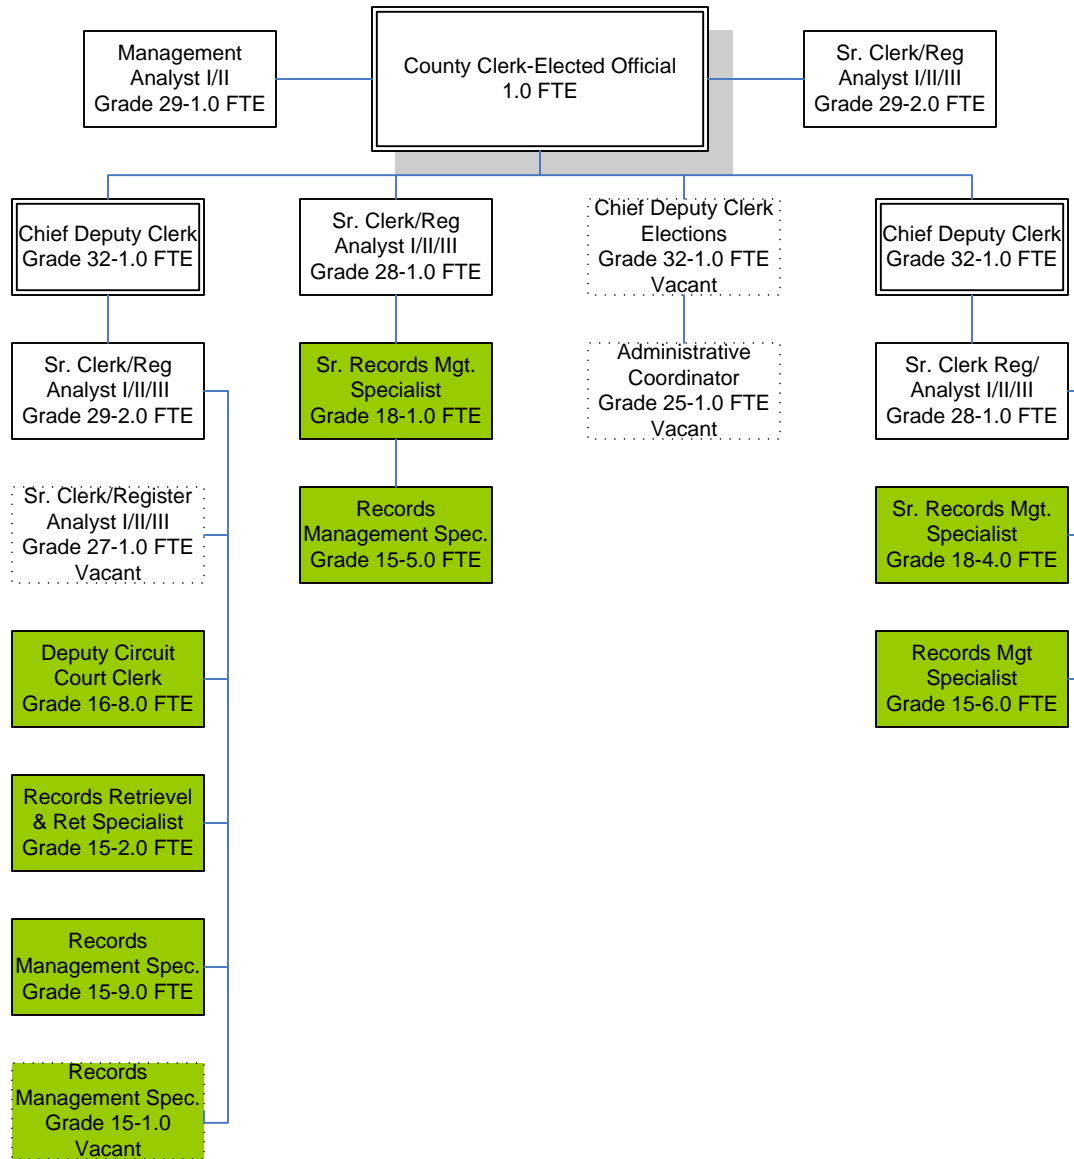 Management
Analyst I/II
Grade 29-1.0 FTE
County Clerk-Elected Official
1.0 FTE
Sr. Clerk/Reg
Analyst I/II/III
Grade 29-2.0 FTE
Chief Deputy Clerk
Grade 32-1.0 FTE
Sr. Clerk/Reg
Analyst I/II/III
Grade 28-1.0 FTE
Chief Deputy Clerk
Elections
Grade 32-1.0 FTE
Vacant
Chief Deputy Clerk
Grade 32-1.0 FTE
Sr. Clerk/Reg
Analyst I/II/III
Grade 29-2.0 FTE
Sr. Records Mgt.
Specialist
Grade 18-1.0 FTE
Administrative
Coordinator
Grade 25-1.0 FTE
Vacant
Sr. Clerk Reg/
Analyst I/II/III
Grade 28-1.0 FTE
Sr. Clerk/Register
Analyst I/II/III
Grade 27-1.0 FTE
Vacant
Records
Management Spec.
Grade 15-5.0 FTE
Sr. Records Mgt.
Specialist
Grade 18-4.0 FTE
Deputy Circuit
Court Clerk
Grade 16-8.0 FTE
Records Mgt
Specialist
Grade 15-6.0 FTE
Records Retrievel
& Ret Specialist
Grade 15-2.0 FTE
Records
Management Spec.
Grade 15-9.0 FTE
Records
Management Spec.
Grade 15-1.0
Vacant